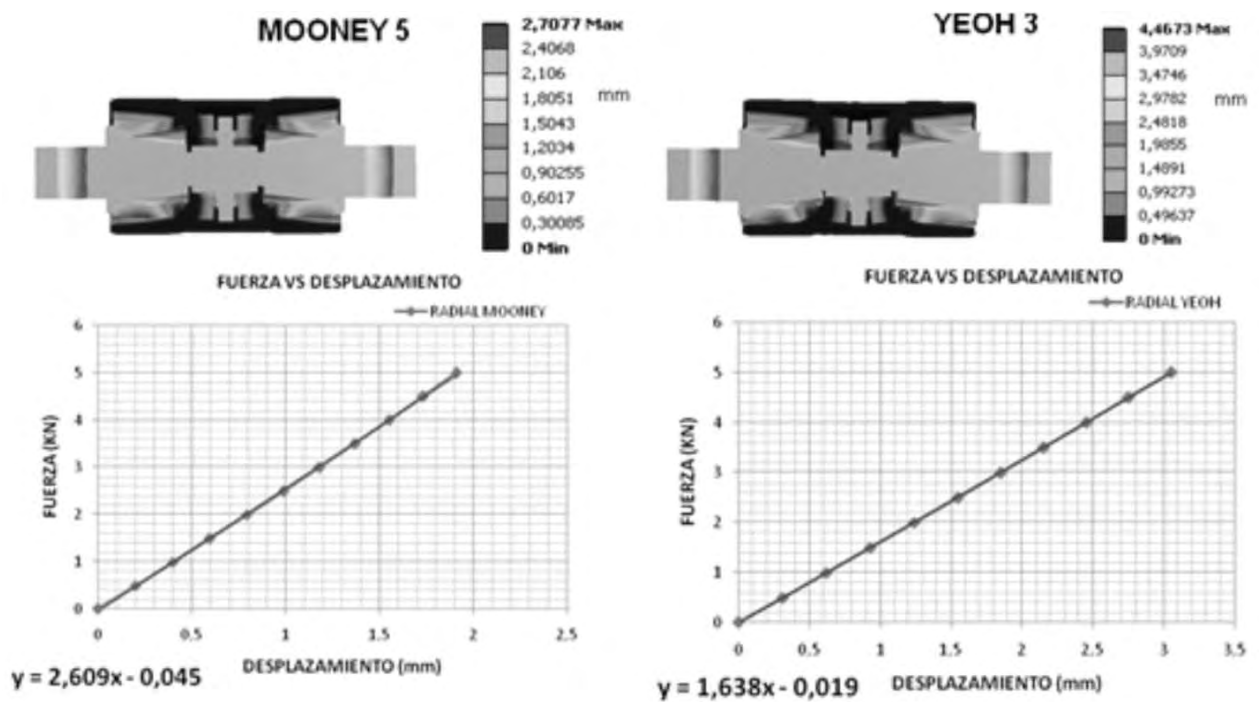 MOONEY 5
2,7077 Max
2,4068
2,106
1,8051
1,5043
1,2034
0,90255
0,6017
0,30085
0 Min
mm
FUERZA VS DESPLAZAMIENTO
RADIAL MOONEY
6
5
4
3
2
1
0
FUERZA (KN)
0 0.5 1 1.5 2 2.5
DESPLAZAMIENTO (mm)
y = 2,609x - 0,045
YEOH 3
4,4673 Max
3,9709
3,4746
2,9782
2,4818
1,9855
1,4891
0,99273
0,49637
0 Min
mm
FUERZA VS DESPLAZAMIENTO
RADIAL YEOH
6
5
4
3
2
1
0
FUERZA (KN)
0 0.5 1 1.5 2 2.5 3 3.5
DESPLAZAMIENTO (mm)
y = 1,638x - 0,019